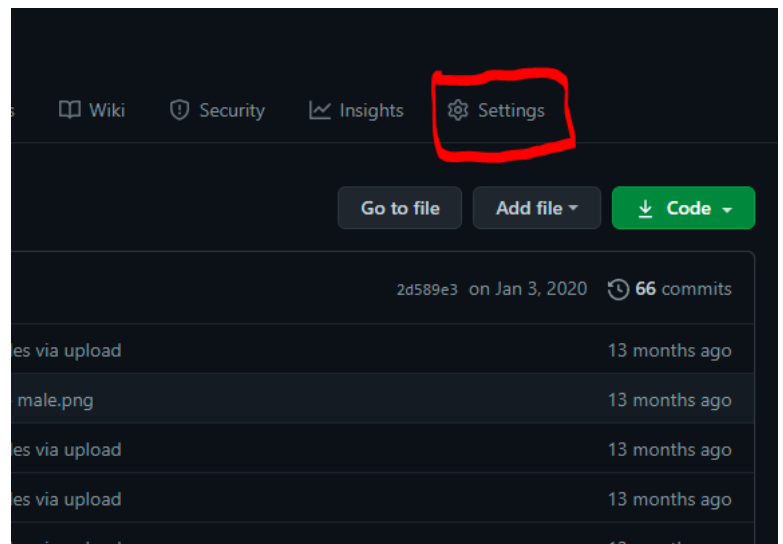 Wiki Security Insights Settings
Go to file Add file Code
2d589e3 on Jan 3, 2020 66 commits
via upload 13 months ago
male.png 13 months ago
via upload 13 months ago
via upload 13 months ago